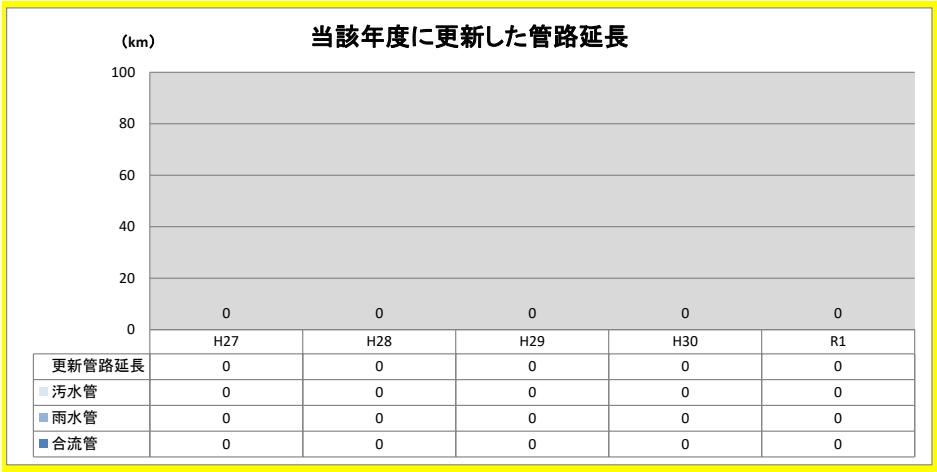 当該年度に更新した管路延長
（km）
100
80
60
40
20
0
0 0 0 0 0
H27 H28 H29 H30 R1
更新管路延長 0 0 0 0 0
汚水管 0 0 0 0 0
雨水管 0 0 0 0 0
合流管 0 0 0 0 0